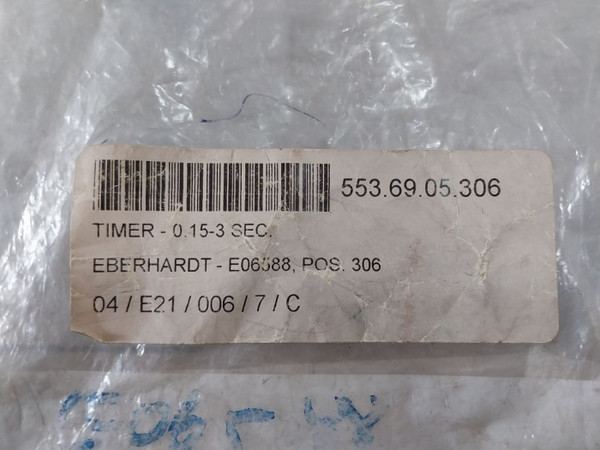 553.69.05.306
TIMER - 0.15-3 SEC.
EBERHARDT - E06588, POS. 306
04 / E21 / 006 / 7 / C